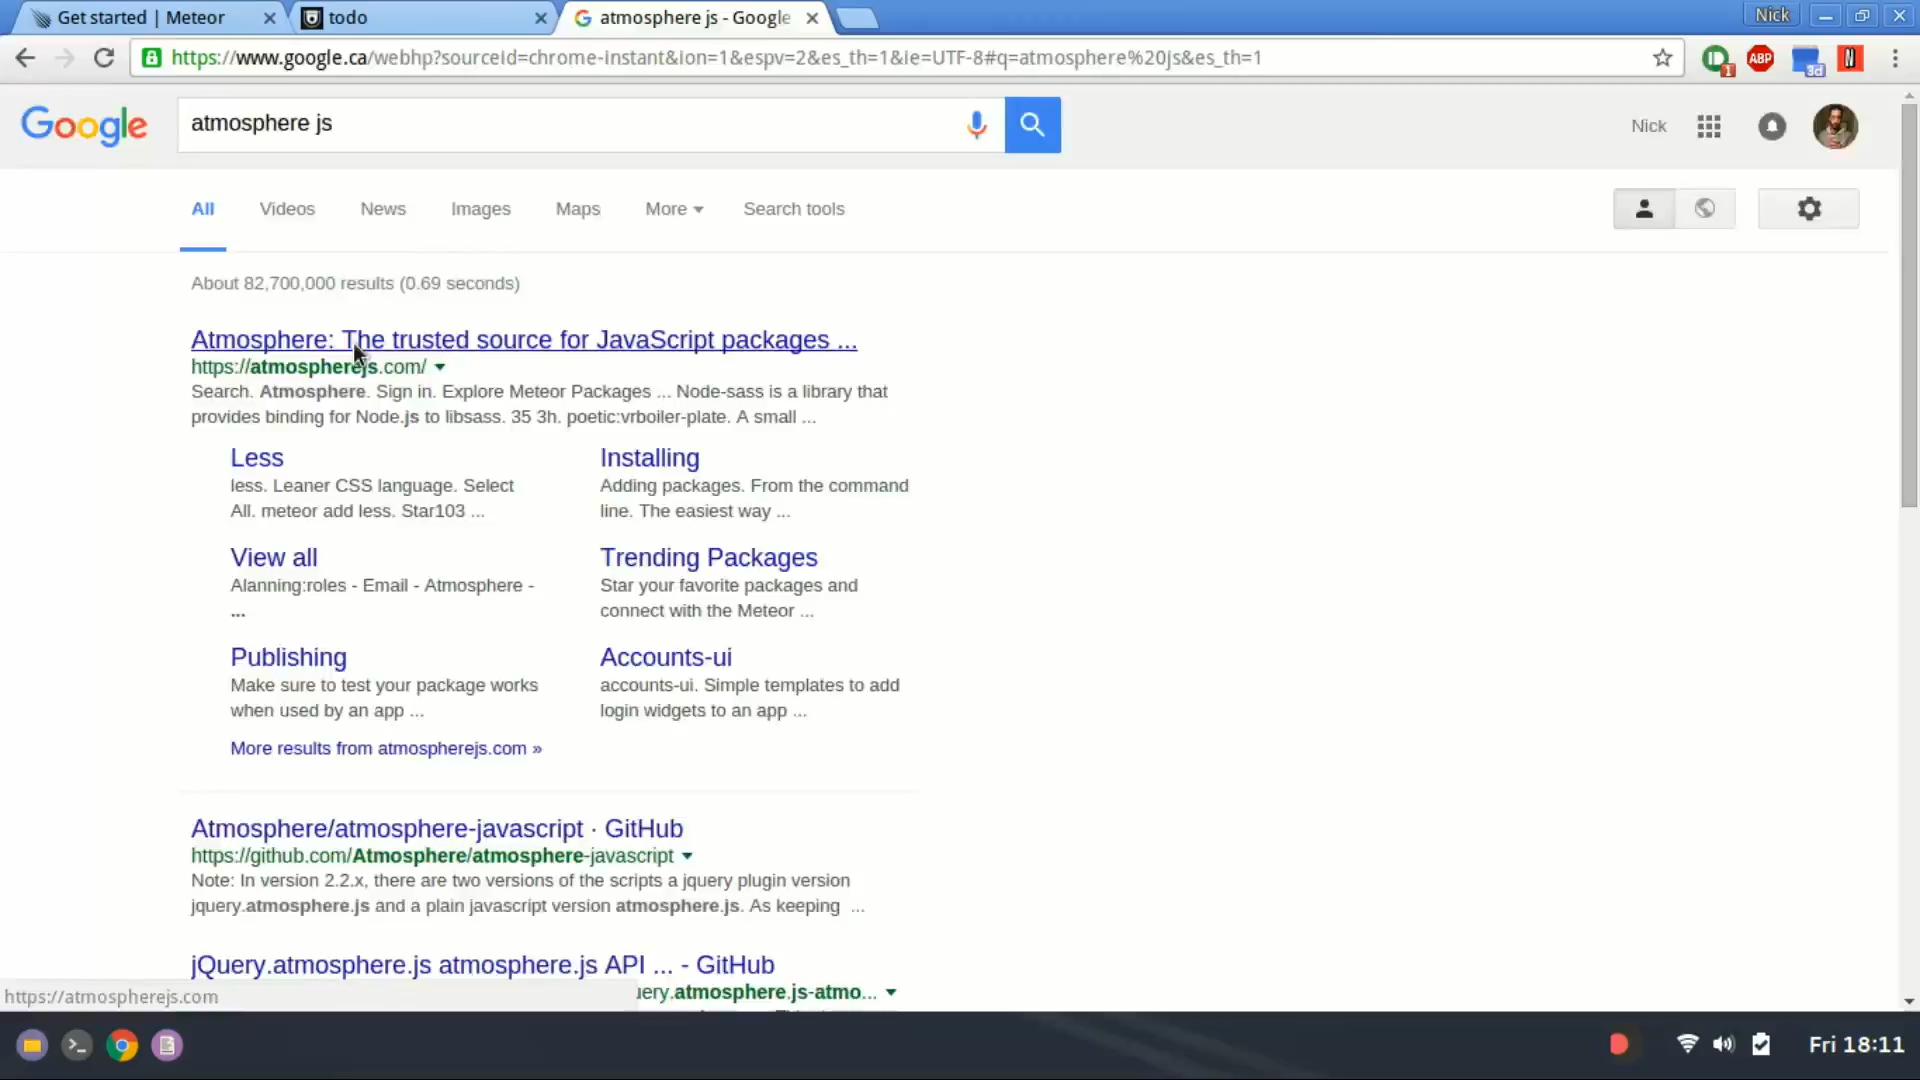 Get started | Meteor
todo
atmosphere js - Google
Nick
https://www.google.ca/webhp?sourceid=chrome-instant&ion=1&espv=2&es_th=1&ie=UTF-8#q=atmosphere%20js&es_th=1
1
ABP
3d
Google
atmosphere js
Nick
All
Videos
News
Images
Maps
More
Search tools
About 82,700,000 results (0.69 seconds)
Atmosphere: The trusted source for JavaScript packages ...
https://atmospherejs.com/
Search. Atmosphere. Sign in. Explore Meteor Packages ... Node-sass is a library that
provides binding for Node.js to libsass. 35 3h. poetic:vrboiler-plate. A small ...
Less
less. Leaner CSS language. Select
All. meteor add less. Star103 ...
Installing
Adding packages. From the command
line. The easiest way ...
View all
Alanning:roles - Email - Atmosphere -
...
Trending Packages
Star your favorite packages and
connect with the Meteor ...
Publishing
Make sure to test your package works
when used by an app ...
Accounts-ui
accounts-ui. Simple templates to add
login widgets to an app ...
More results from atmospherejs.com »
Atmosphere/atmosphere-javascript · GitHub
https://github.com/Atmosphere/atmosphere-javascript
Note: In version 2.2.x, there are two versions of the scripts a jquery plugin version
jquery.atmosphere.js and a plain javascript version atmosphere.js. As keeping ...
jQuery.atmosphere.js atmosphere.js API ... - GitHub
uery.atmosphere.js-atmo...
https://atmospherejs.com
Fri 18:11